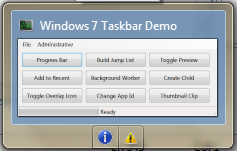 Windows 7 Taskbar Demo
File Administrative
Progress Bar Build Jump List Toggle Preview
Add to Recent Background Worker Create Child
Toggle Overlay Icon Change App Id Thumbnail Clip
Ready